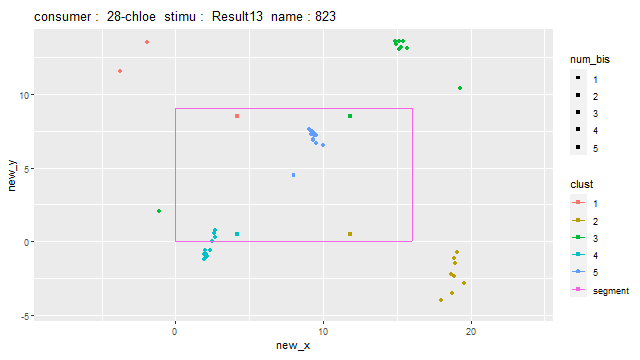 consumer :  28-chloe  stimu :  Result13  name : 823
new_y
10
5
0
-5
0
10
20
new_x
num_bis
1
2
3
4
5
clust
1
2
3
4
5
segment